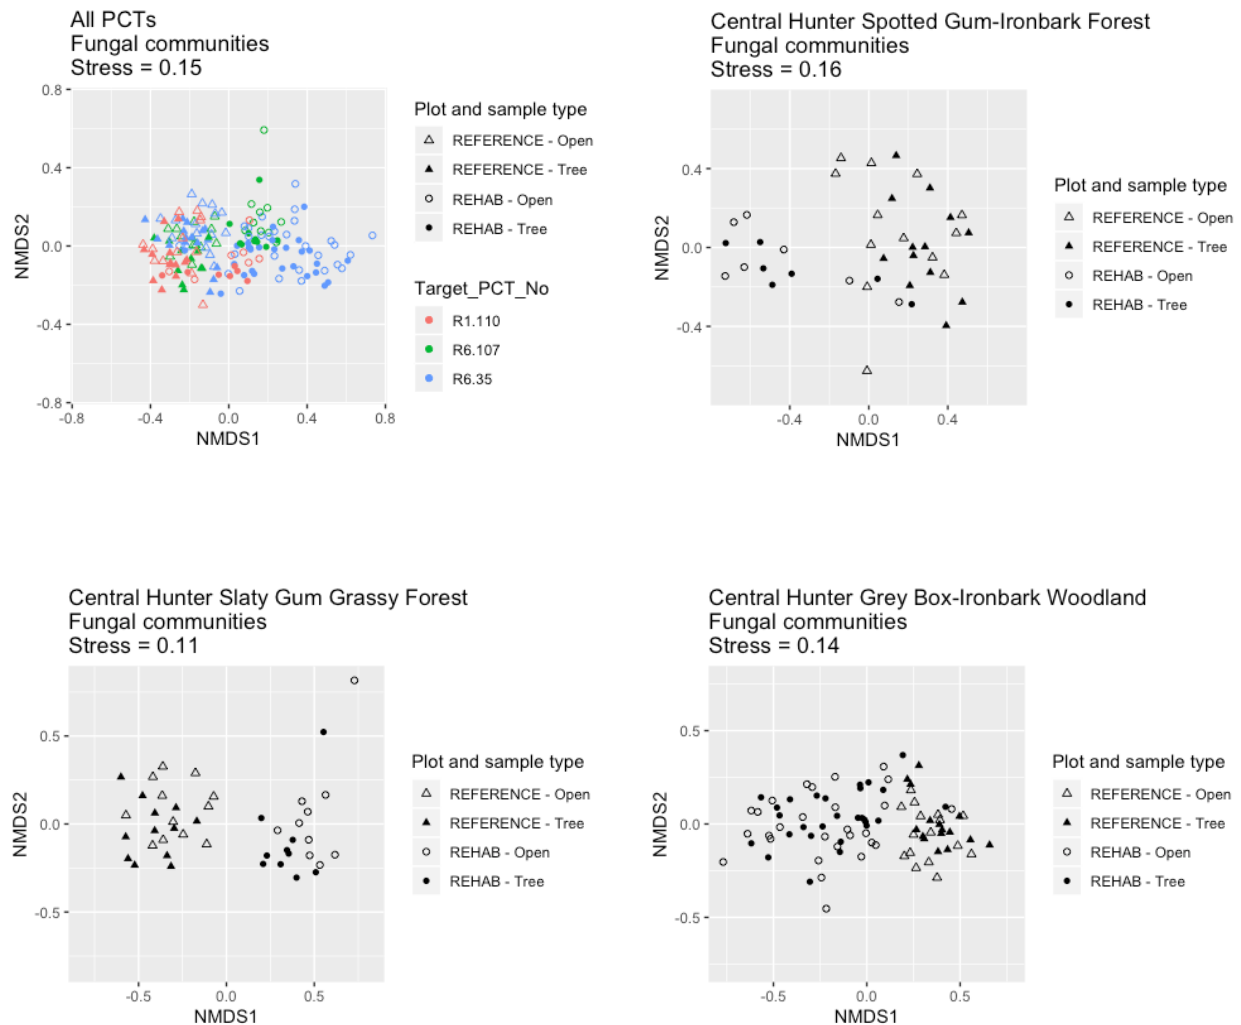 All PCTs
Fungal communities
Stress = 0.15
0.8
0.4
0.0
-0.4
-0.8
NMDS2
-0.8
-0.4
0.0
0.4
0.8
NMDS1
Plot and sample type
REFERENCE - Open
REFERENCE - Tree
REHAB - Open
REHAB - Tree
Target_PCT_No
R1.110
R6.107
R6.35
Central Hunter Spotted Gum-Ironbark Forest
Fungal communities
Stress = 0.16
0.4
0.0
-0.4
NMDS2
-0.4
0.0
0.4
NMDS1
Plot and sample type
REFERENCE - Open
REFERENCE - Tree
REHAB - Open
REHAB - Tree
Central Hunter Slaty Gum Grassy Forest
Fungal communities
Stress = 0.11
0.5
0.0
-0.5
NMDS2
-0.5
0.0
0.5
NMDS1
Plot and sample type
REFERENCE - Open
REFERENCE - Tree
REHAB - Open
REHAB - Tree
Central Hunter Grey Box-Ironbark Woodland
Fungal communities
Stress = 0.14
0.5
0.0
-0.5
NMDS2
-0.5
0.0
0.5
NMDS1
Plot and sample type
REFERENCE - Open
REFERENCE - Tree
REHAB - Open
REHAB - Tree